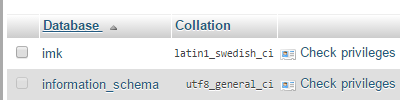 Database Collation
imk latin1_swedish_ci Check privileges
information_schema utf8_general_ci Check privileges